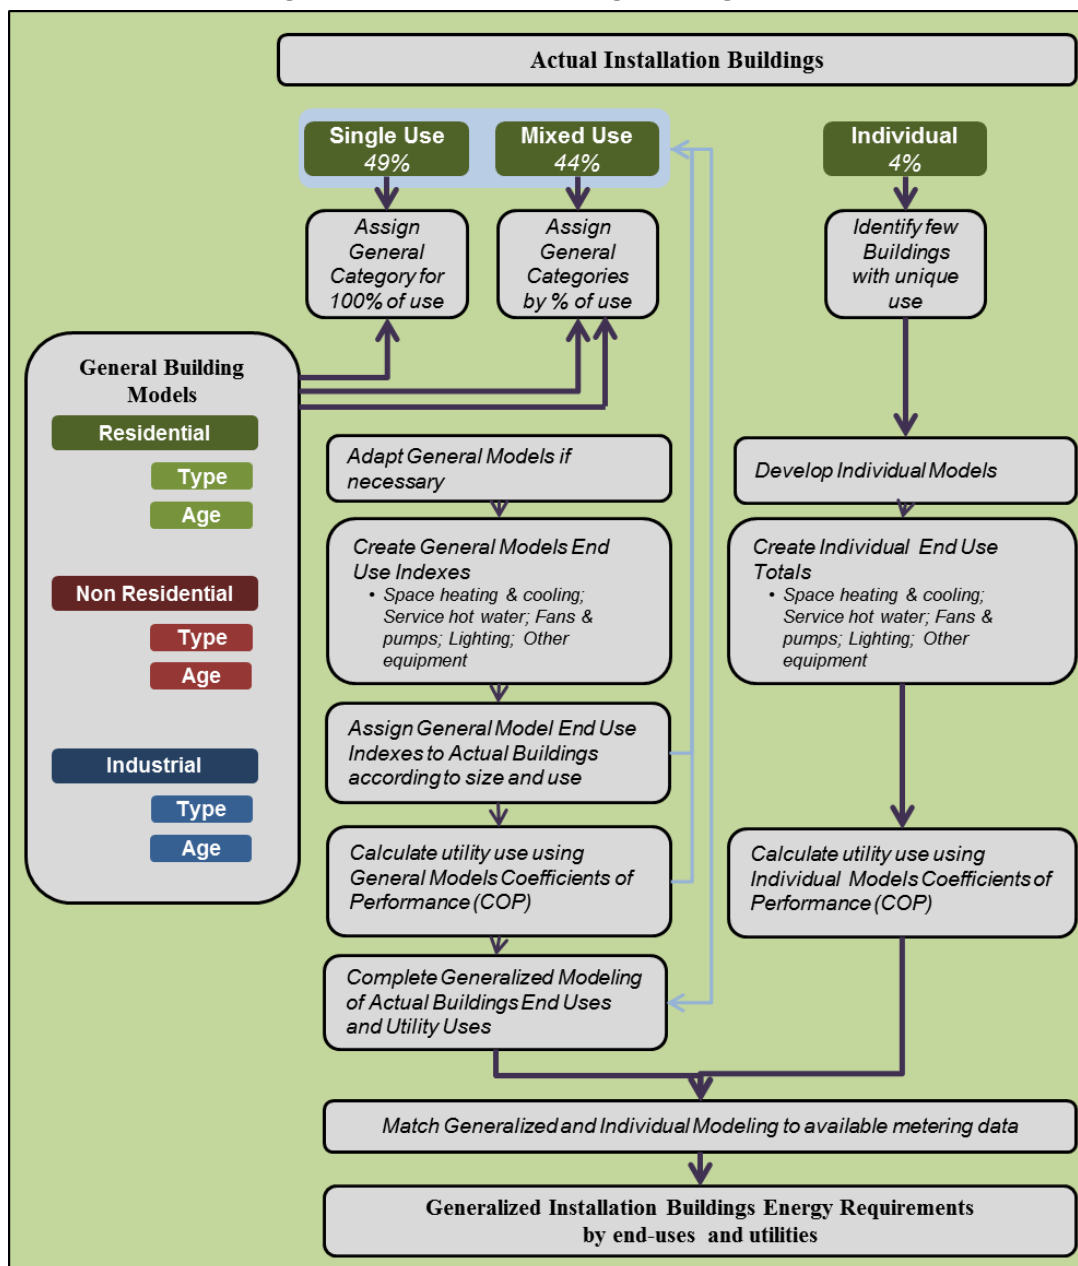 Actual Installation Buildings
Single Use
49%
Mixed Use
44%
Individual
4%
Assign
General
Category for
100% of use
Assign
General
Categories
by % of use
Identify few
Buildings
with unique
use
General Building
Models
Residential
Type
Age
Non Residential
Type
Age
Industrial
Type
Age
Adapt General Models if
necessary
Create General Models End
Use Indexes
• Space heating & cooling;
Service hot water; Fans &
pumps; Lighting; Other
equipment
Assign General Model End Use
Indexes to Actual Buildings
according to size and use
Calculate utility use using
General Models Coefficients of
Performance (COP)
Complete Generalized Modeling
of Actual Buildings End Uses
and Utility Uses
Develop Individual Models
Create Individual End Use
Totals
• Space heating & cooling;
Service hot water; Fans &
pumps; Lighting; Other
equipment
Calculate utility use using
Individual Models Coefficients of
Performance (COP)
Match Generalized and Individual Modeling to available metering data
Generalized Installation Buildings Energy Requirements
by end-uses and utilities